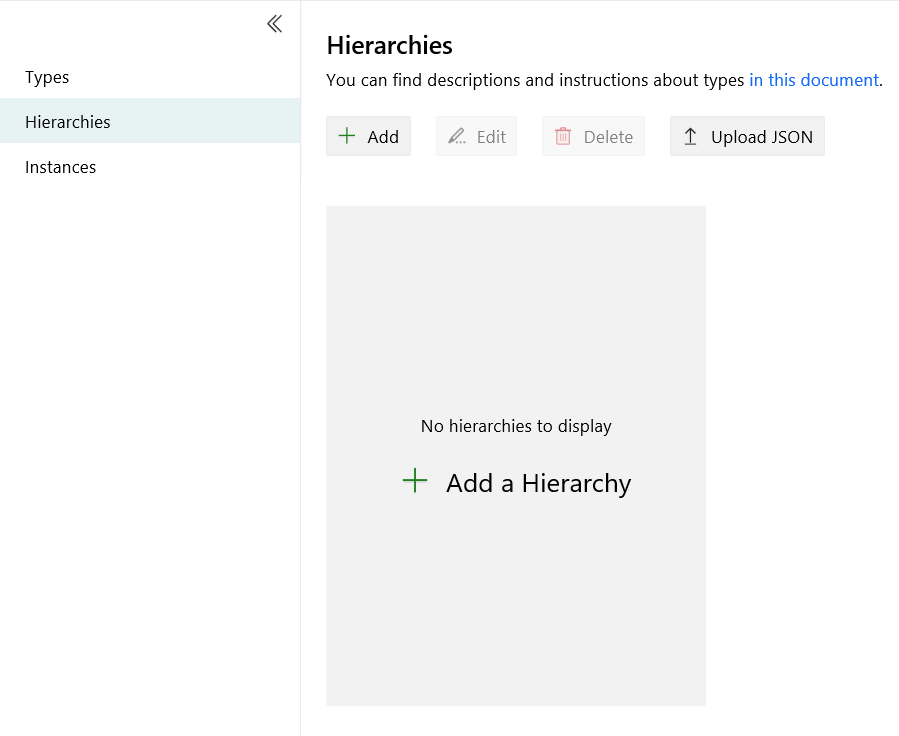 Types
Hierarchies
Instances
Hierarchies
You can find descriptions and instructions about types in this document.
Add
Edit
Delete
Upload JSON
No hierarchies to display
Add a Hierarchy